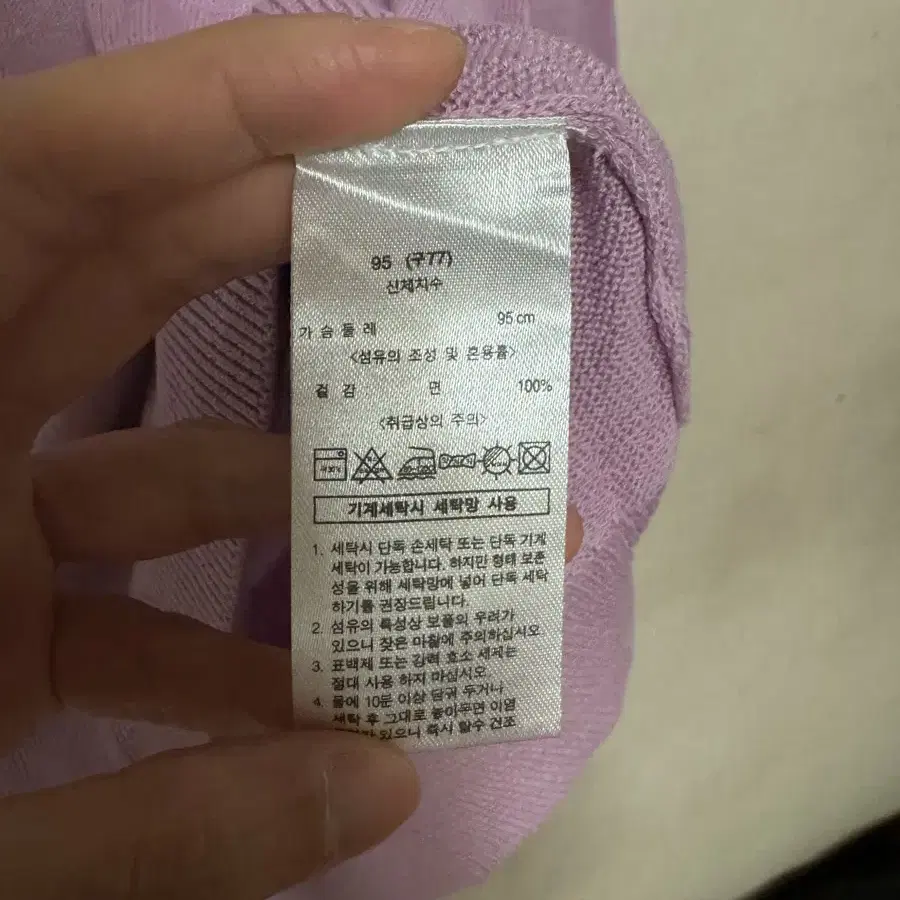 95 (구77)
신체치수
가 슴 둘 레 95 cm
<섬유의 조성 및 혼용률>
겉 감 : 면 100%
<취급상의 주의>
기계세탁시 세탁망 사용
1. 세탁시 단독 손세탁 또는 단독 기계
세탁이 가능합니다. 하지만 형태 보존
성을 위해 세탁망에 넣어 단독 세탁
하기를 권장드립니다.
2. 섬유의 특성상 보풀의 우려가
있으니 잦은 마찰에 주의하십시오
3. 표백제 또는 강력 효소 세제는
절대 사용 하지 마십시오.
4. 물에 10분 이상 담궈 두거나
세탁 후 그대로 놓아두면 이염
있으니 즉시 탈수 건조